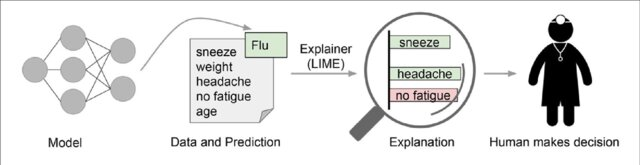 Flu
sneeze
weight
headache
no fatigue
age
Explainer
(LIME)
sneeze
headache
no fatigue
Model
Data and Prediction
Explanation
Human makes decision